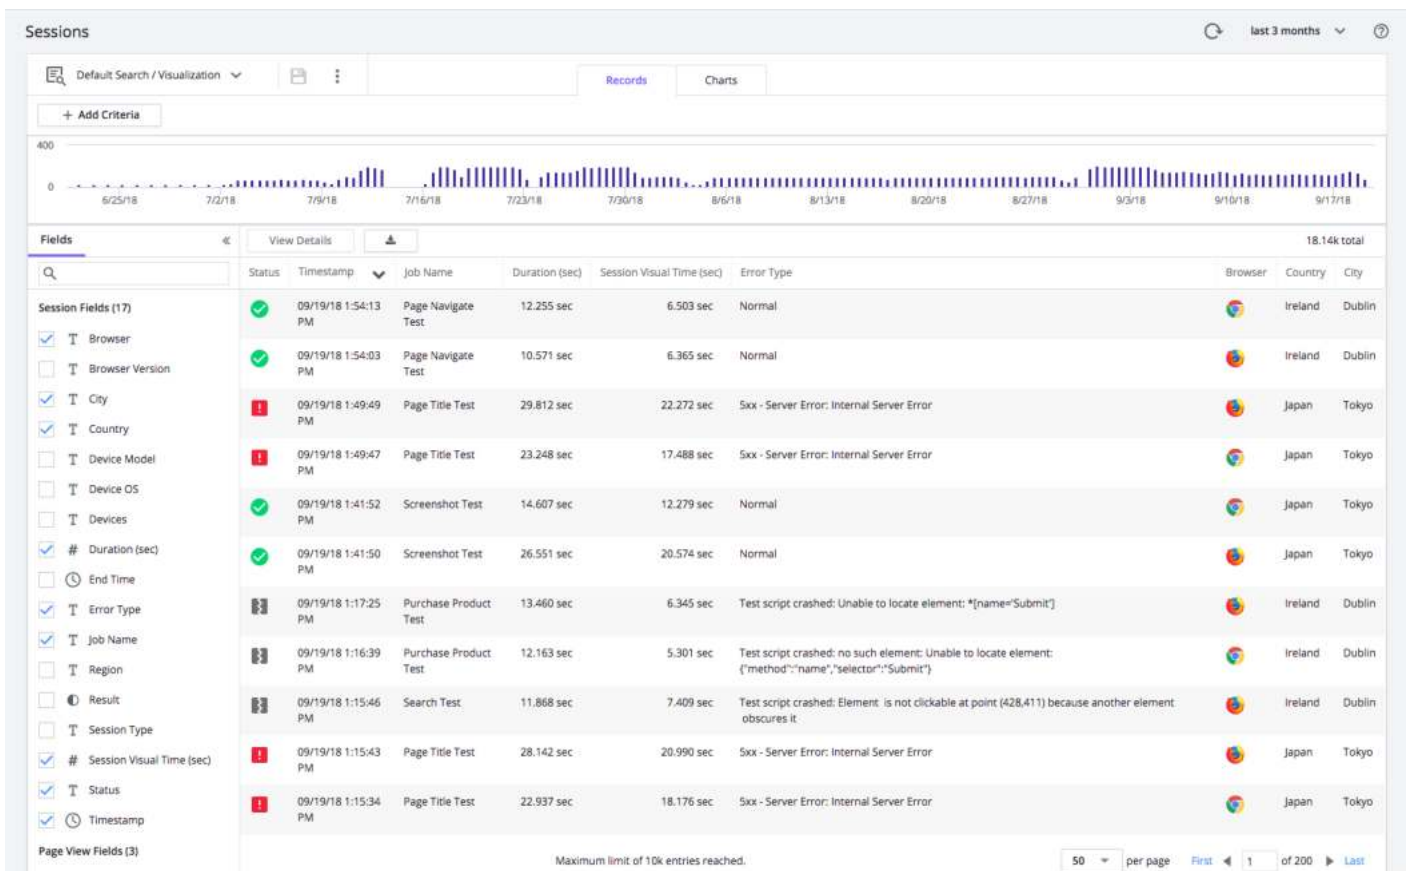 Sessions
last 3 months
Default Search / Visualization
Records
Charts
+ Add Criteria
400
0
6/25/18 7/2/18 7/9/18 7/16/18 7/23/18 7/30/18 8/6/18 8/13/18 8/20/18 8/27/18 9/3/18 9/10/18 9/17/18
Fields «
View Details
18.14k total
Status Timestamp Job Name Duration (sec) Session Visual Time (sec) Error Type Browser Country City
Session Fields (17)
T Browser
T Browser Version
T City
T Country
T Device Model
T Device OS
T Devices
# Duration (sec)
End Time
T Error Type
T Job Name
T Region
Result
T Session Type
# Session Visual Time (sec)
T Status
Timestamp
Page View Fields (3)
09/19/18 1:54:13 Page Navigate 12.255 sec 6.503 sec Normal Ireland Dublin
PM Test
09/19/18 1:54:03 Page Navigate 10.571 sec 6.365 sec Normal Ireland Dublin
PM Test
09/19/18 1:49:49 Page Title Test 29.812 sec 22.272 sec 5xx - Server Error: Internal Server Error Japan Tokyo
PM
09/19/18 1:49:47 Page Title Test 23.248 sec 17.488 sec 5xx - Server Error: Internal Server Error Japan Tokyo
PM
09/19/18 1:41:52 Screenshot Test 14.607 sec 12.279 sec Normal Japan Tokyo
PM
09/19/18 1:41:50 Screenshot Test 26.551 sec 20.574 sec Normal Japan Tokyo
PM
09/19/18 1:17:25 Purchase Product 13.460 sec 6.345 sec Test script crashed: Unable to locate element: *[name='Submit'] Ireland Dublin
PM Test
09/19/18 1:16:39 Purchase Product 12.163 sec 5.301 sec Test script crashed: no such element: Unable to locate element: Ireland Dublin
PM Test {"method":"name","selector":"Submit"}
09/19/18 1:15:46 Search Test 11.868 sec 7.409 sec Test script crashed: Element is not clickable at point (428,411) because another element Ireland Dublin
PM obscures it
09/19/18 1:15:43 Page Title Test 28.142 sec 20.990 sec 5xx - Server Error: Internal Server Error Japan Tokyo
PM
09/19/18 1:15:34 Page Title Test 22.937 sec 18.176 sec 5xx - Server Error: Internal Server Error Japan Tokyo
PM
Maximum limit of 10k entries reached.
50 per page First 1 of 200 Last